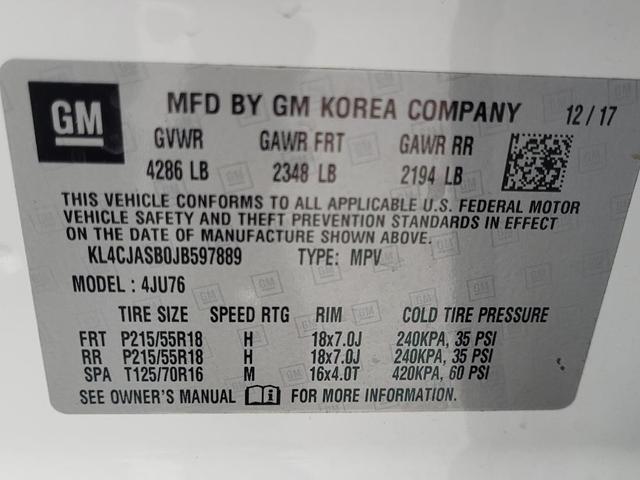 GM MFD BY GM KOREA COMPANY 12/17
GVWR GAWR FRT GAWR RR
4286 LB 2348 LB 2194 LB
THIS VEHICLE CONFORMS TO ALL APPLICABLE U.S. FEDERAL MOTOR
VEHICLE SAFETY AND THEFT PREVENTION STANDARDS IN EFFECT
ON THE DATE OF MANUFACTURE SHOWN ABOVE.
KL4CJASB0JB597889 TYPE: MPV
MODEL : 4JU76
TIRE SIZE SPEED RTG RIM COLD TIRE PRESSURE
FRT P215/55R18 H 18x7.0J 240KPA, 35 PSI
RR P215/55R18 H 18x7.0J 240KPA, 35 PSI
SPA T125/70R16 M 16x4.0T 420KPA, 60 PSI
SEE OWNER'S MANUAL FOR MORE INFORMATION.